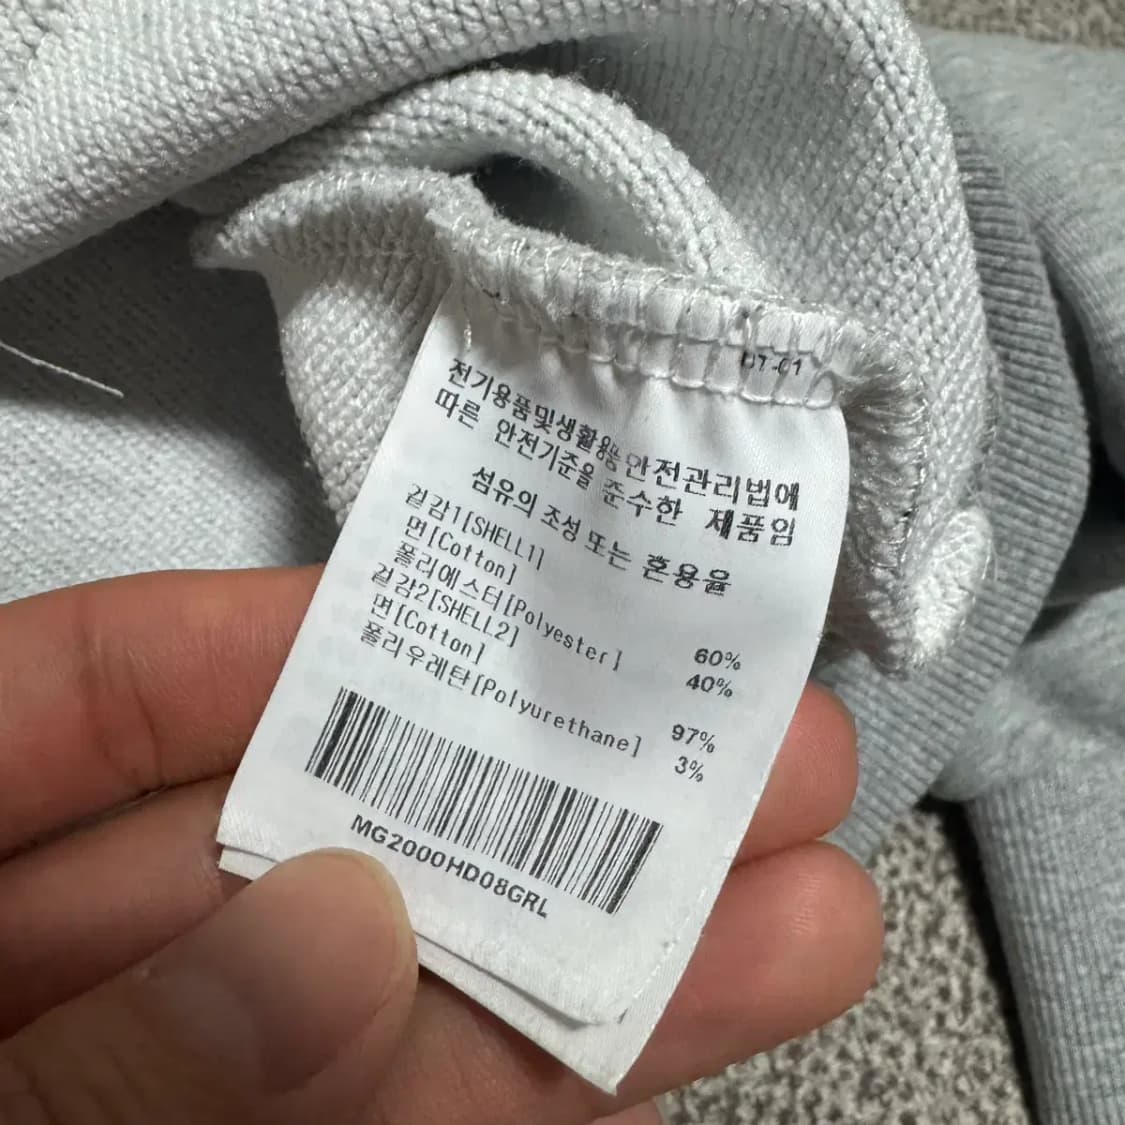 DT-01
전기용품및생활용품안전관리법에
따른 안전기준을 준수한 제품임
섬유의 조성 또는 혼용율
겉감1[SHELL1]
면[Cotton] 60%
폴리에스터[Polyester] 40%
겉감2[SHELL2]
면[Cotton] 97%
폴리우레탄[Polyurethane] 3%
MG2000HD08GRL